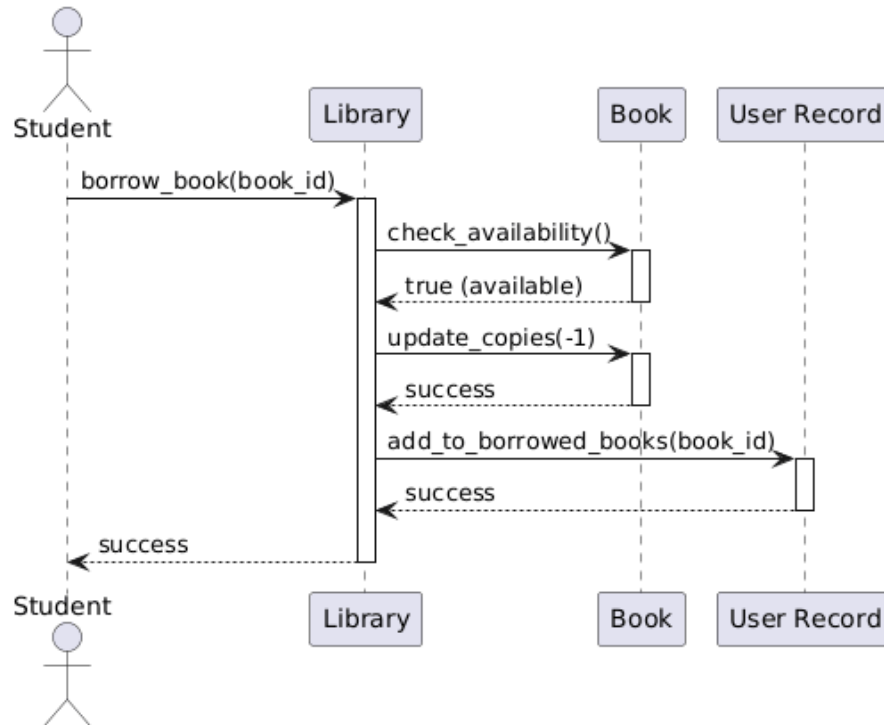 Student
Library
Book
User Record
borrow_book(book_id)
check_availability()
true (available)
update_copies(-1)
success
add_to_borrowed_books(book_id)
success
success
Student
Library
Book
User Record